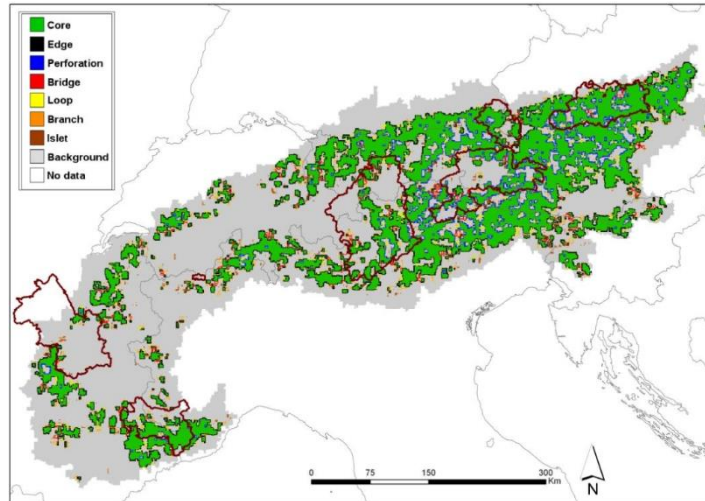 Core
Edge
Perforation
Bridge
Loop
Branch
Islet
Background
No data
0 75 150 300
Km
N